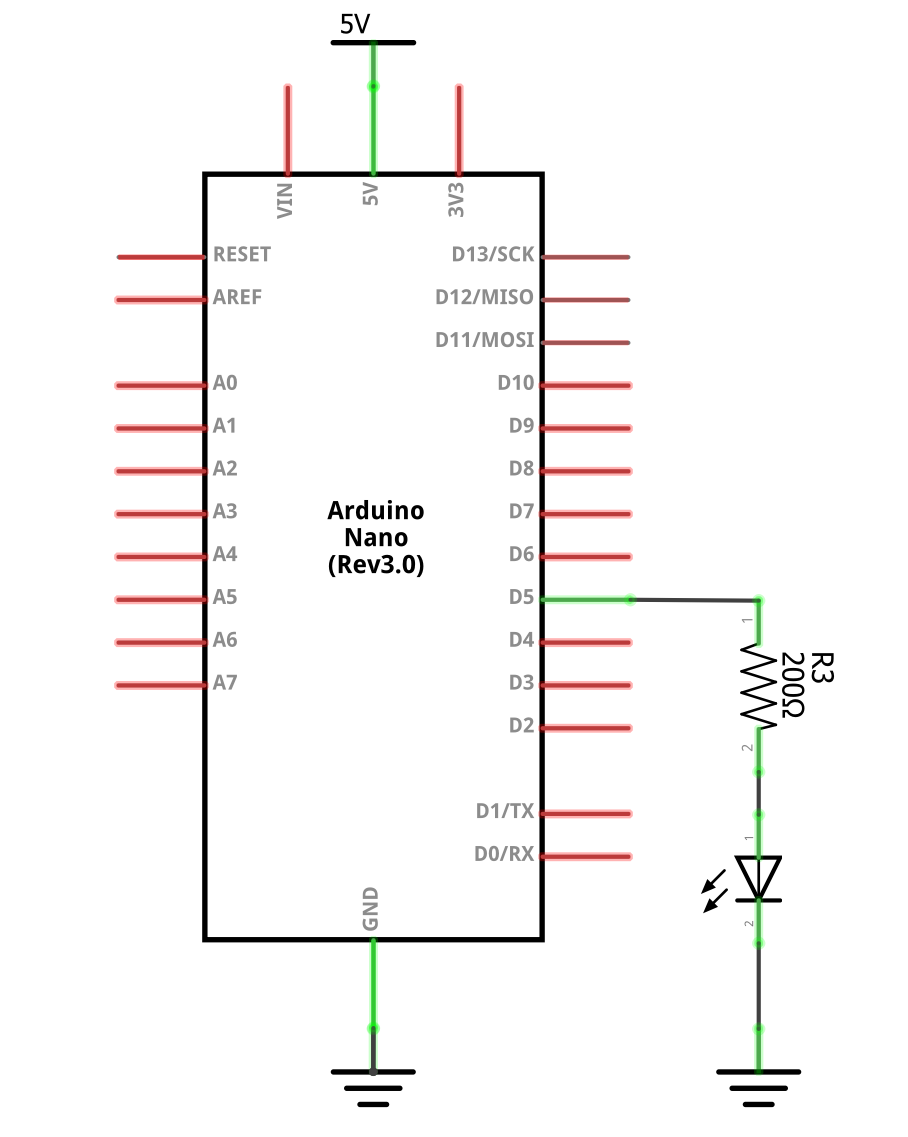 5V
VIN
5V
3V3
RESET
D13/SCK
AREF
D12/MISO
D11/MOSI
A0
D10
A1
D9
A2
D8
A3
D7
Arduino
Nano
(Rev3.0)
A4
D6
A5
D5
1
A6
D4
R3
200Ω
A7
D3
D2
2
D1/TX
1
D0/RX
GND
2